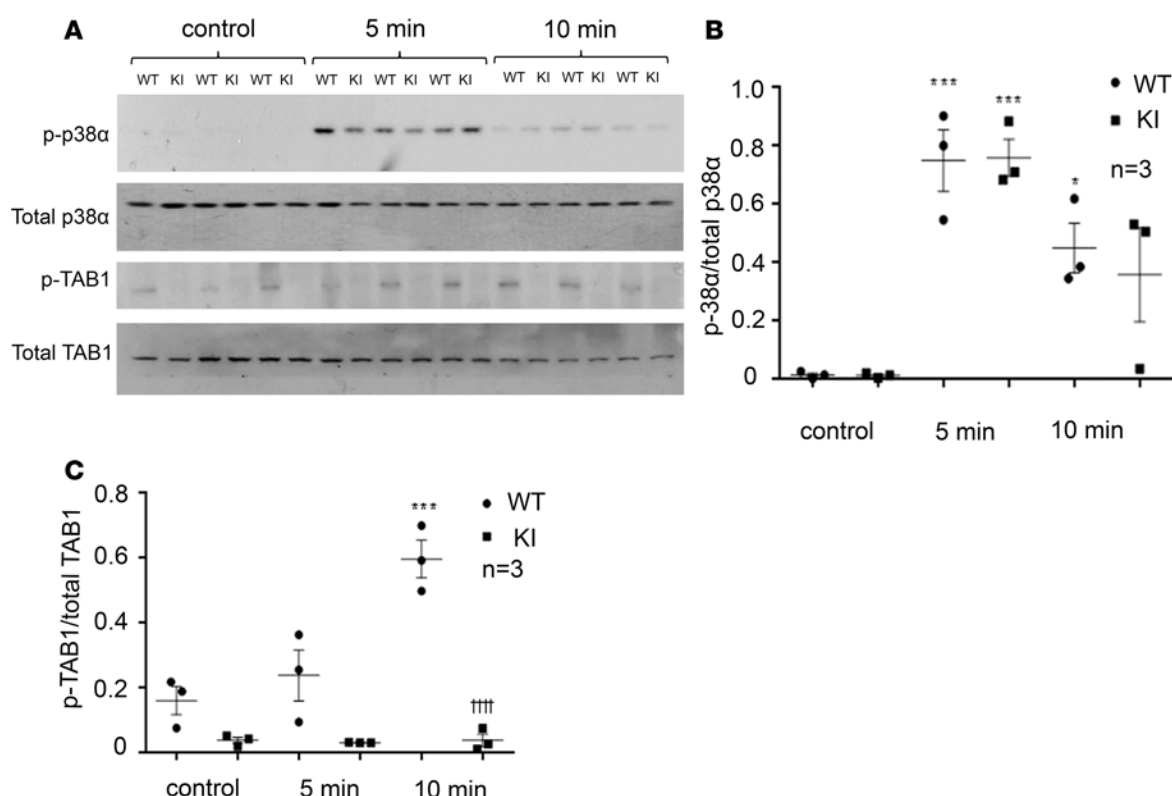 A
control 5 min 10 min
WT KI WT KI WT KI WT KI WT KI WT KI WT KI WT KI WT KI
p-p38α
Total p38α
p-TAB1
Total TAB1
B
p-38α/total p38α
1.0
0.8
0.6
0.4
0.2
0
*** *** *
WT
KI
n=3
control 5 min 10 min
C
p-TAB1/total TAB1
0.8
0.6
0.4
0.2
0
***
††††
WT
KI
n=3
control 5 min 10 min